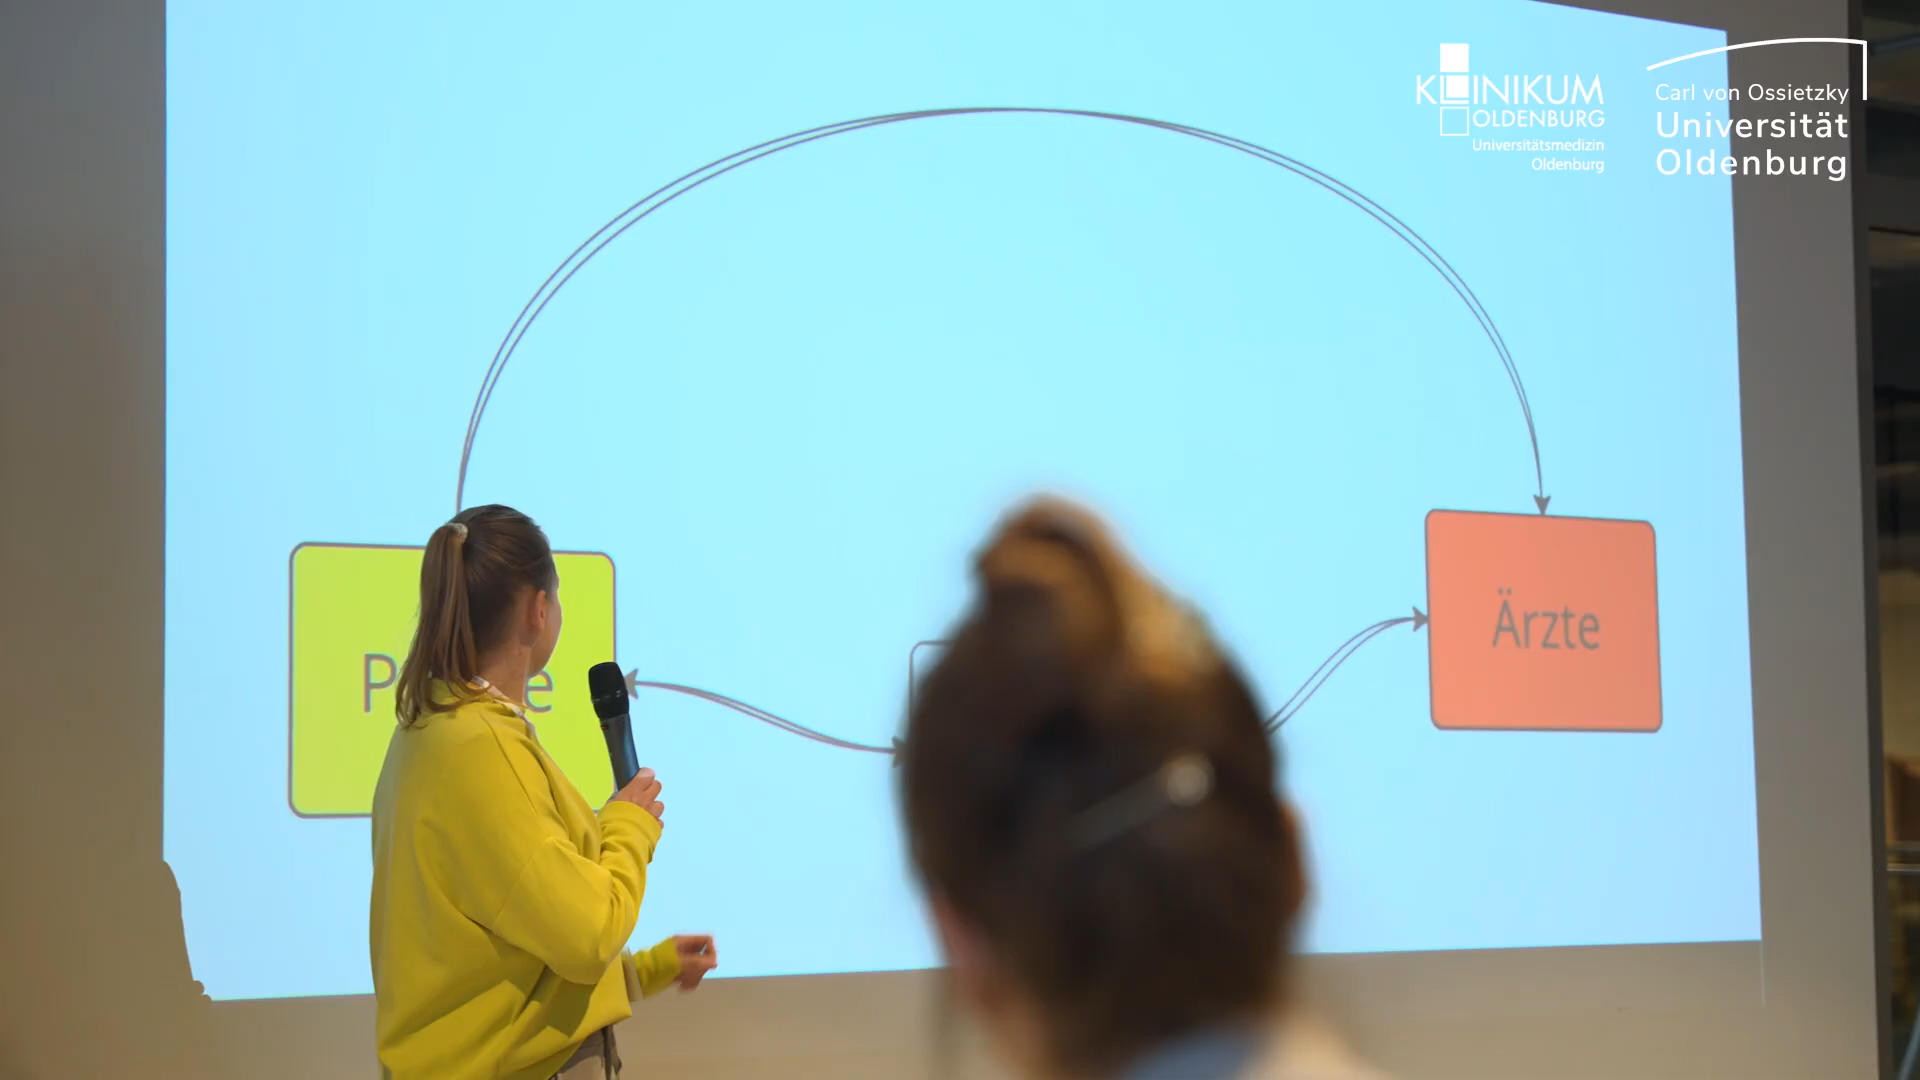 KLINIKUM
OLDENBURG
Universitätsmedizin
Oldenburg
Carl von Ossietzky
Universität
Oldenburg
Ärzte